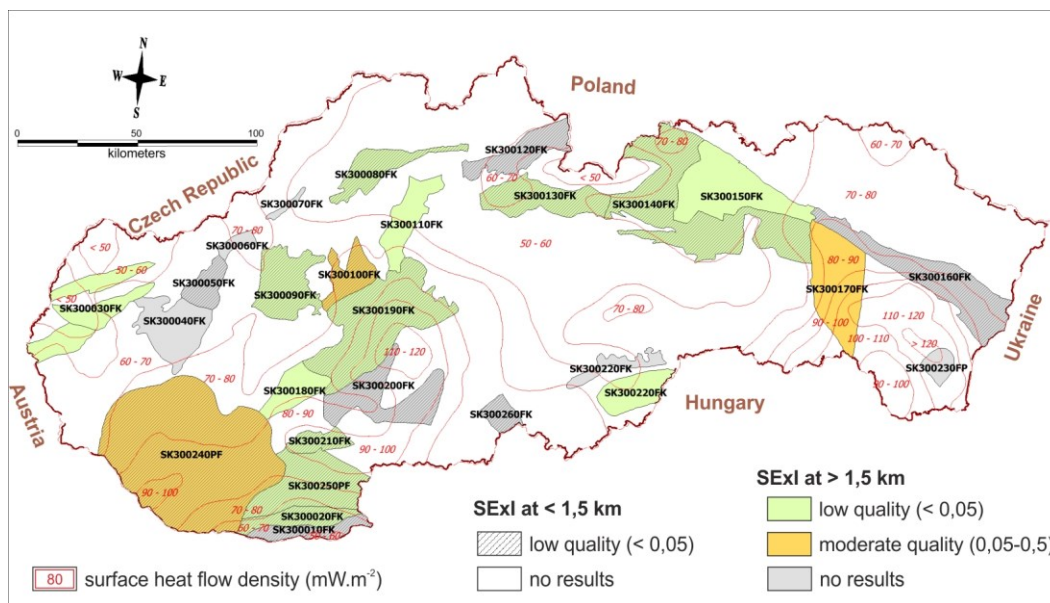 N
W E
S
0 50 100
kilometers
Poland
Czech Republic
Austria
Hungary
Ukraine
SK300120FK
SK300080FK
SK300070FK
SK300130FK
SK300140FK
SK300150FK
SK300110FK
SK300060FK
SK300050FK
SK300100FK
SK300090FK
SK300160FK
SK300170FK
SK300030FK
SK300040FK
SK300190FK
SK300230FP
SK300220FK
SK300200FK
SK300180FK
SK300220FK
SK300260FK
SK300210FK
SK300240PF
SK300250PF
SK300020FK
SK300010FK
70 - 80
60 - 70
60 - 70
< 50
70 - 80
70 - 80
< 50
50 - 60
50 - 60
80 - 90
< 50
70 - 80
110 - 120
90 - 100
100 - 110
> 120
110 - 120
60 - 70
70 - 80
80 - 90
90 - 100
90 - 100
70 - 80
60 - 70
50 - 60
SExI at < 1,5 km
low quality (< 0,05)
no results
SExI at > 1,5 km
low quality (< 0,05)
moderate quality (0,05-0,5)
no results
80 surface heat flow density (mW.m-2)